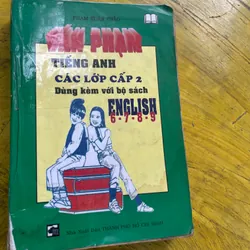 VĂN PHẠM
TIẾNG ANH
CÁC LỚP CẤP 2
Dùng kèm với bộ sách
ENGLISH
6·7·8·9